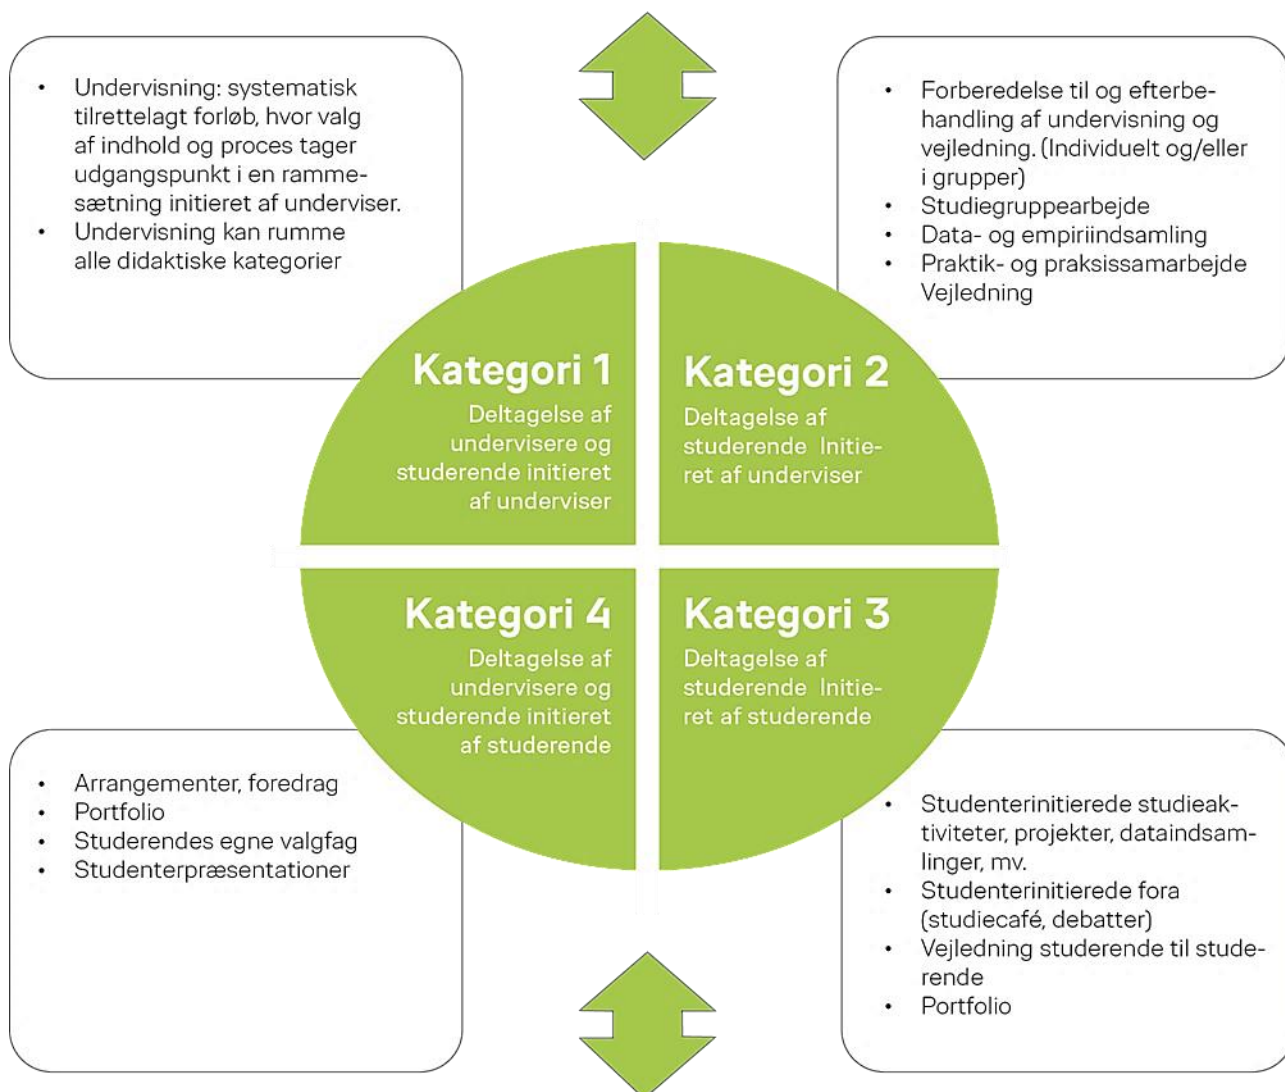 • Undervisning: systematisk
tilrettelagt forløb, hvor valg
af indhold og proces tager
udgangspunkt i en ramme-
sætning initieret af underviser.
• Undervisning kan rumme
alle didaktiske kategorier
• Forberedelse til og efterbe-
handling af undervisning og
vejledning. (Individuelt og/eller
i grupper)
• Studiegruppearbejde
• Data- og empiriindsamling
• Praktik- og praksissamarbejde
Vejledning
Kategori 1
Deltagelse af
undervisere og
studerende initieret
af underviser
Kategori 2
Deltagelse af
studerende Initie-
ret af underviser
Kategori 4
Deltagelse af
undervisere og
studerende initieret
af studerende
Kategori 3
Deltagelse af
studerende Initie-
ret af studerende
• Arrangementer, foredrag
• Portfolio
• Studerendes egne valgfag
• Studenterpræsentationer
• Studenterinitierede studieak-
tiviteter, projekter, dataindsam-
linger, mv.
• Studenterinitierede fora
(studiecafé, debatter)
• Vejledning studerende til stude-
rende
• Portfolio